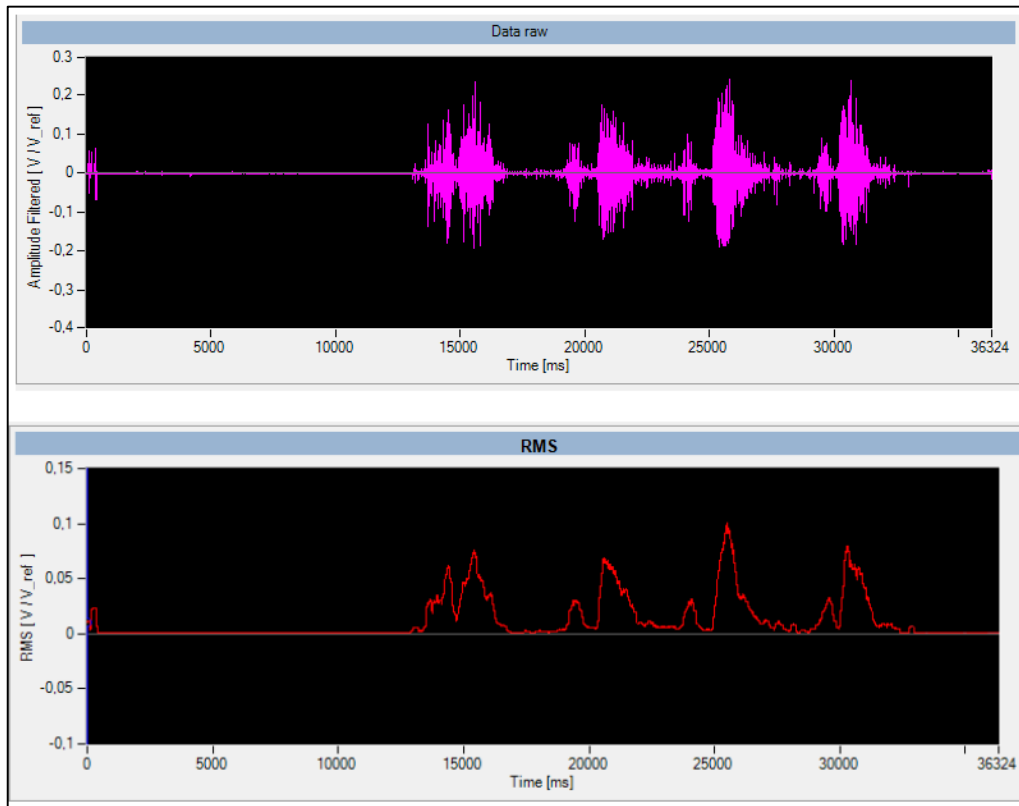 Data raw
Amplitude Filtered [ V / V_ref ]
0.3
0,2
0,1
0
-0,1
-0,2
-0,3
-0,4
0 5000 10000 15000 20000 25000 30000 36324
Time [ms]
RMS
RMS [ V / V_ref ]
0,15
0,1
0,05
0
-0,05
-0,1
0 5000 10000 15000 20000 25000 30000 36324
Time [ms]